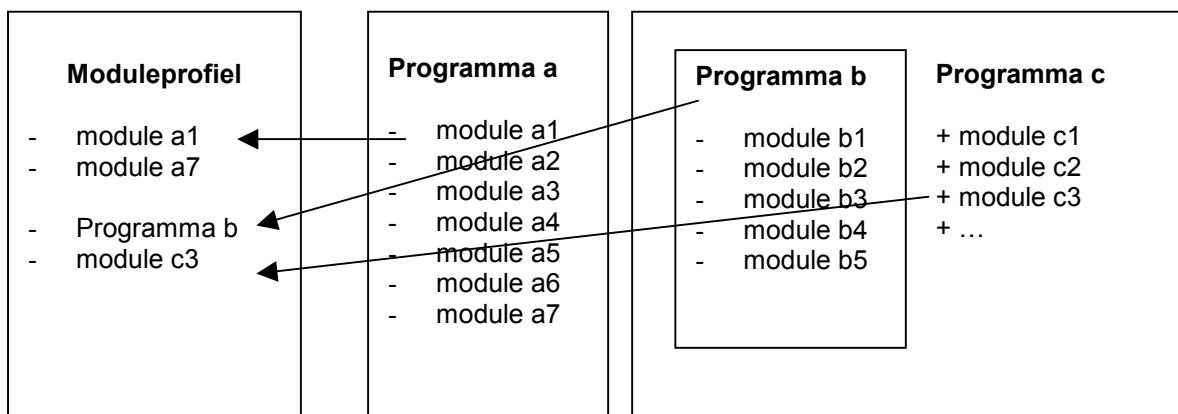 Moduleprofiel
- module a1
- module a7
- Programma b
- module c3
Programma a
- module a1
- module a2
- module a3
- module a4
- module a5
- module a6
- module a7
Programma b
- module b1
- module b2
- module b3
- module b4
- module b5
Programma c
+ module c1
+ module c2
+ module c3
+ …